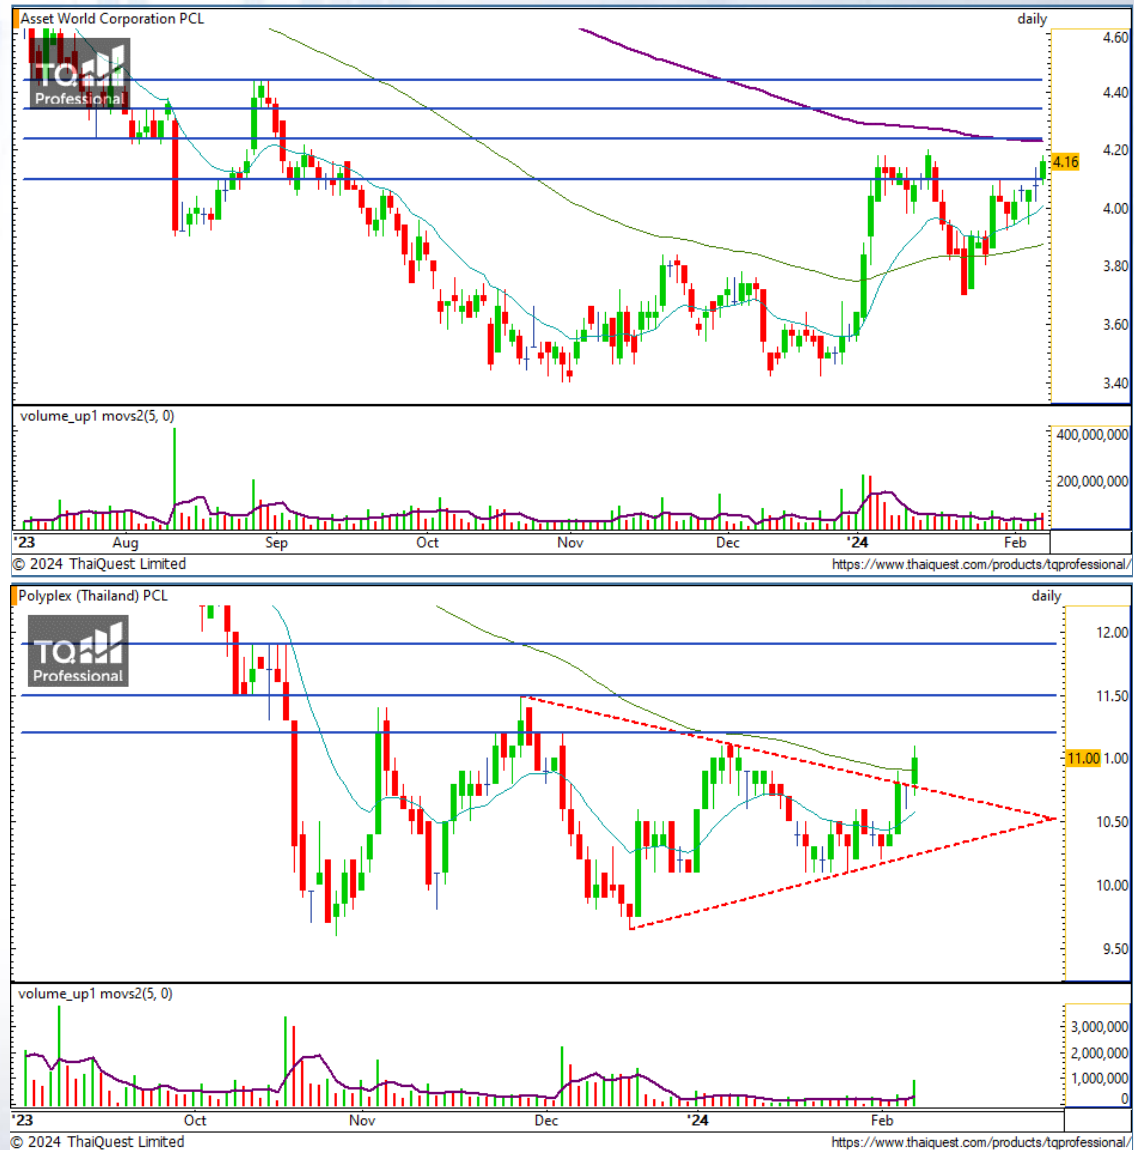 Asset World Corporation PCL daily
TQ
Professional
4.60
4.40
4.20
4.16
4.00
3.80
3.60
3.40
volume_up1 movs2(5, 0)
400,000,000
200,000,000
'23 Aug Sep Oct Nov Dec '24 Feb
© 2024 ThaiQuest Limited https://www.thaiquest.com/products/tqprofessional/
Polyplex (Thailand) PCL daily
TQ
Professional
12.00
11.50
11.00 1.00
10.50
10.00
9.50
volume_up1 movs2(5, 0)
3,000,000
2,000,000
1,000,000
0
'23 Oct Nov Dec '24 Feb
© 2024 ThaiQuest Limited https://www.thaiquest.com/products/tqprofessional/